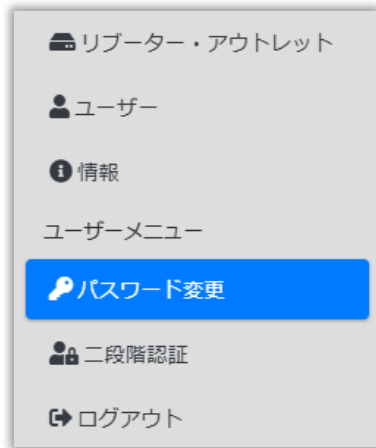 リブーター・アウトレット
ユーザー
情報
ユーザーメニュー
パスワード変更
二段階認証
ログアウト